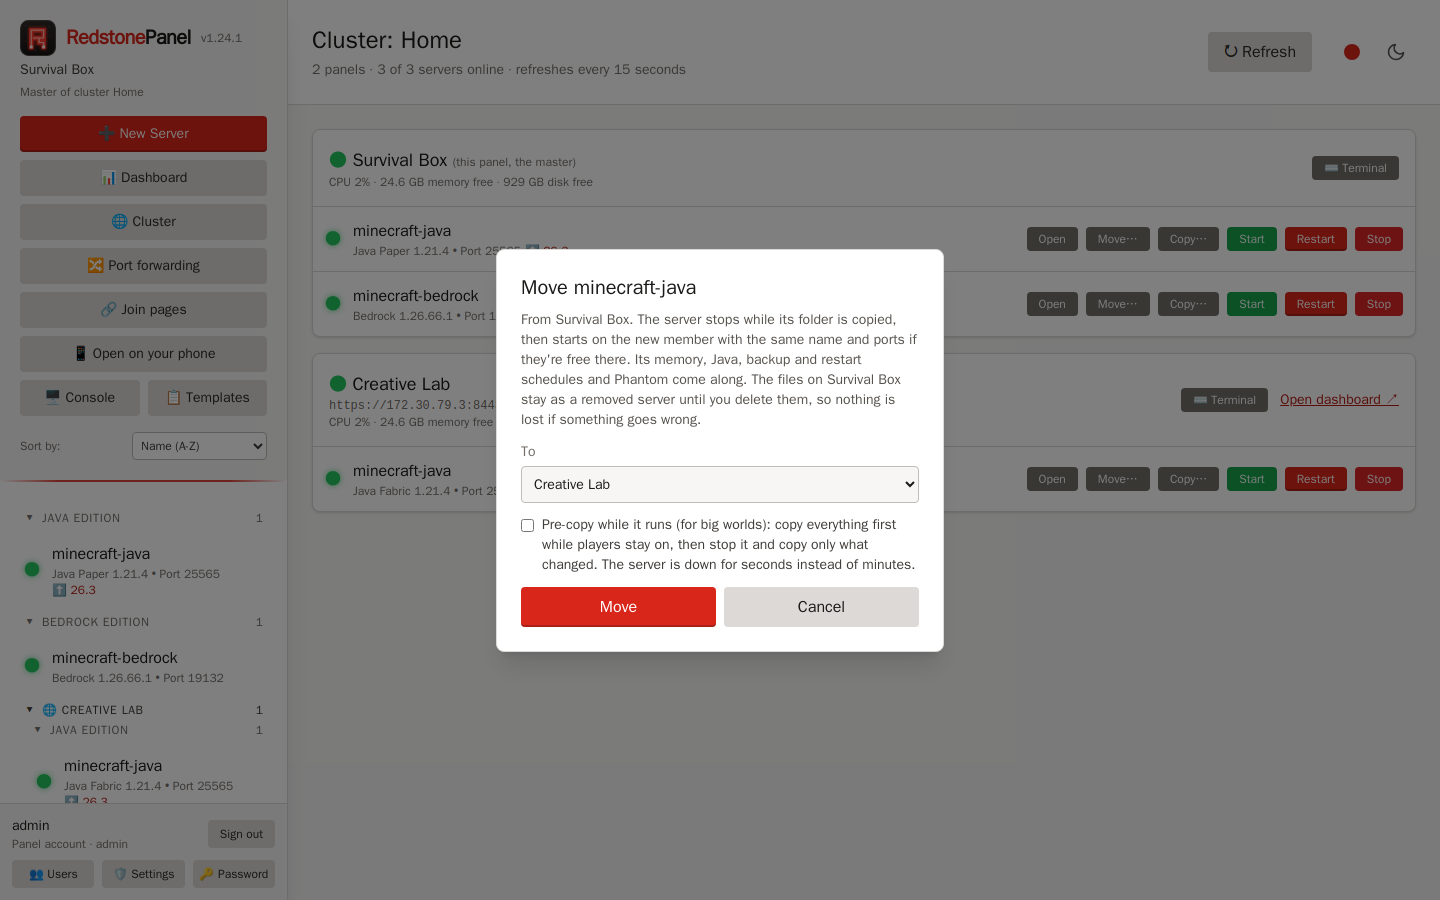 RedstonePanel v1.24.1
Survival Box
Master of cluster Home
➕ New Server
📊 Dashboard
🌐 Cluster
🔀 Port forwarding
🔗 Join pages
📱 Open on your phone
🖥️ Console
📋 Templates
Sort by:
Name (A-Z)
JAVA EDITION 1
minecraft-java
Java Paper 1.21.4 • Port 25565
⬆️ 26.3
BEDROCK EDITION 1
minecraft-bedrock
Bedrock 1.26.66.1 • Port 19132
🌐 CREATIVE LAB 1
JAVA EDITION 1
minecraft-java
Java Fabric 1.21.4 • Port 25565
⬆️ 26.3
admin
Panel account · admin
Sign out
👥 Users
🛡️ Settings
🔑 Password
Cluster: Home
2 panels · 3 of 3 servers online · refreshes every 15 seconds
↻ Refresh
Survival Box (this panel, the master)
CPU 2% · 24.6 GB memory free · 929 GB disk free
⌨️ Terminal
minecraft-java
Java Paper 1.21.4 • Port 25565 ⬆️ 26.3
Open Move… Copy… Start Restart Stop
minecraft-bedrock
Bedrock 1.26.66.1 • Port 1
Open Move… Copy… Start Restart Stop
Creative Lab
https://172.30.79.3:844
CPU 2% · 24.6 GB memory free
⌨️ Terminal
Open dashboard ↗
minecraft-java
Java Fabric 1.21.4 • Port 2
Open Move… Copy… Start Restart Stop
Move minecraft-java
From Survival Box. The server stops while its folder is copied,
then starts on the new member with the same name and ports if
they're free there. Its memory, Java, backup and restart
schedules and Phantom come along. The files on Survival Box
stay as a removed server until you delete them, so nothing is
lost if something goes wrong.
To
Creative Lab
Pre-copy while it runs (for big worlds): copy everything first
while players stay on, then stop it and copy only what
changed. The server is down for seconds instead of minutes.
Move
Cancel